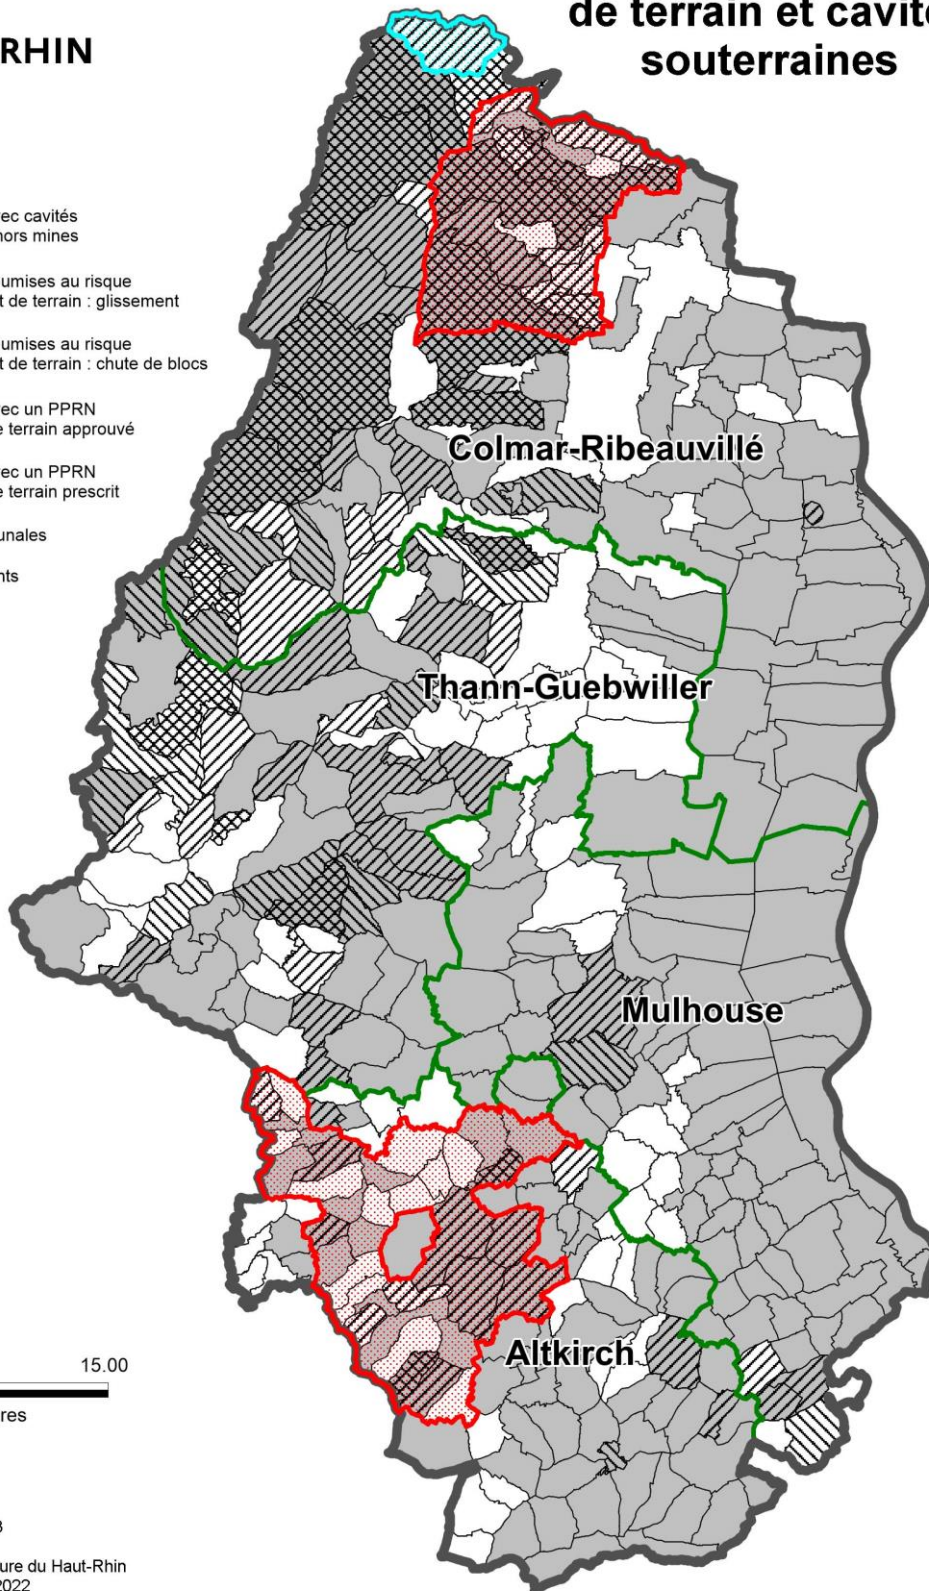 de terrain et cavité
souterraines
RHIN
ec cavités
hors mines
umises au risque
t de terrain : glissement
umises au risque
t de terrain : chute de blocs
ec un PPRN
e terrain approuvé
ec un PPRN
e terrain prescrit
unales
nts
Colmar-Ribeauvillé
Thann-Guebwiller
Mulhouse
Altkirch
15.00
res
3
ure du Haut-Rhin
2022